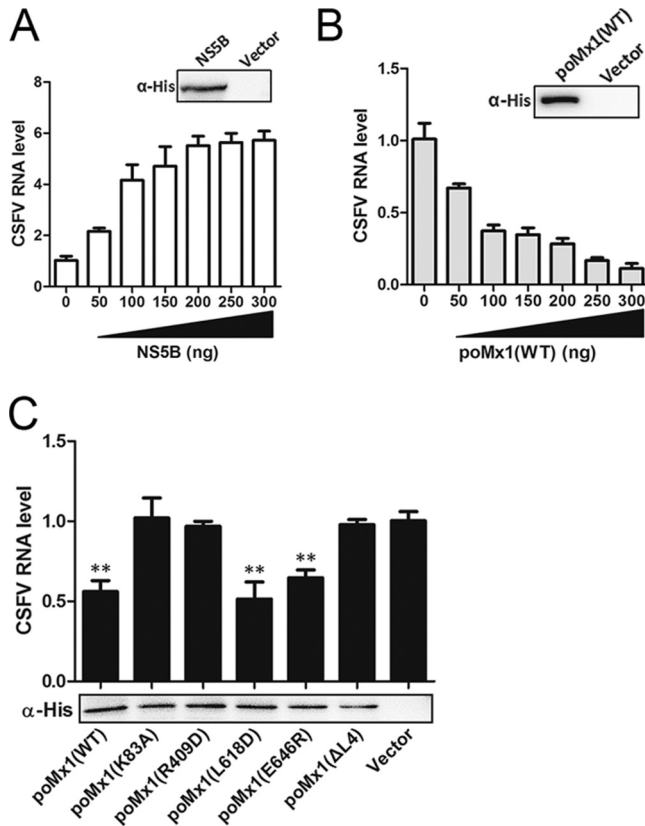 A
NS5B Vector
α-His
CSFV RNA level
8
6
4
2
0
0 50 100 150 200 250 300
NS5B (ng)
B
poMx1(WT) Vector
α-His
CSFV RNA level
1.5
1.0
0.5
0.0
0 50 100 150 200 250 300
poMx1(WT) (ng)
C
CSFV RNA level
1.5
1.0
0.5
0.0
** ** **
α-His
poMx1(WT)
poMx1(K83A)
poMx1(R409D)
poMx1(L618D)
poMx1(E646R)
poMx1(ΔL4)
Vector